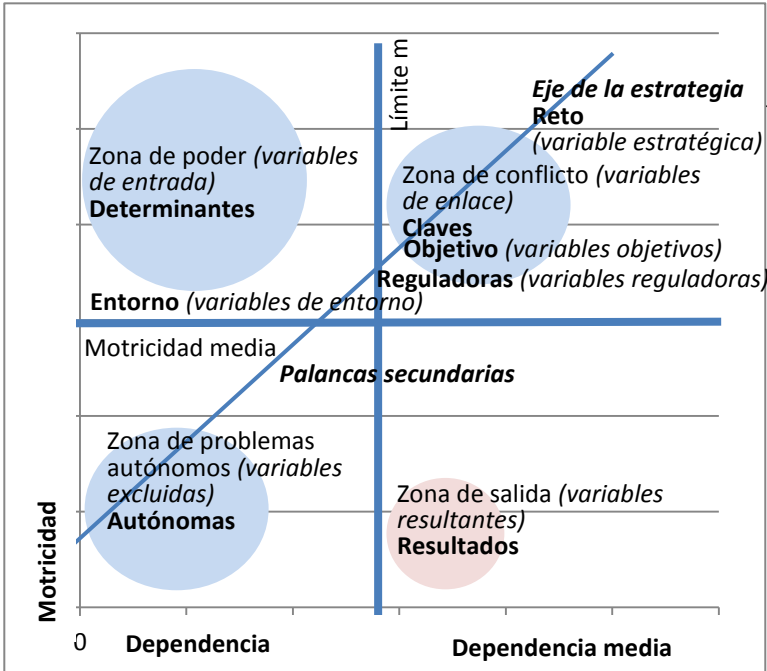 Límite m
Eje de la estrategia
Reto
(variable estratégica)
Zona de poder (variables
de entrada)
Determinantes
Zona de conflicto (variables
de enlace)
Claves
Objetivo (variables objetivos)
Reguladoras (variables reguladoras)
Entorno (variables de entorno)
Motricidad media
Palancas secundarias
Zona de problemas
autónomos (variables
excluidas)
Autónomas
Zona de salida (variables
resultantes)
Resultados
Motricidad
0
Dependencia
Dependencia media